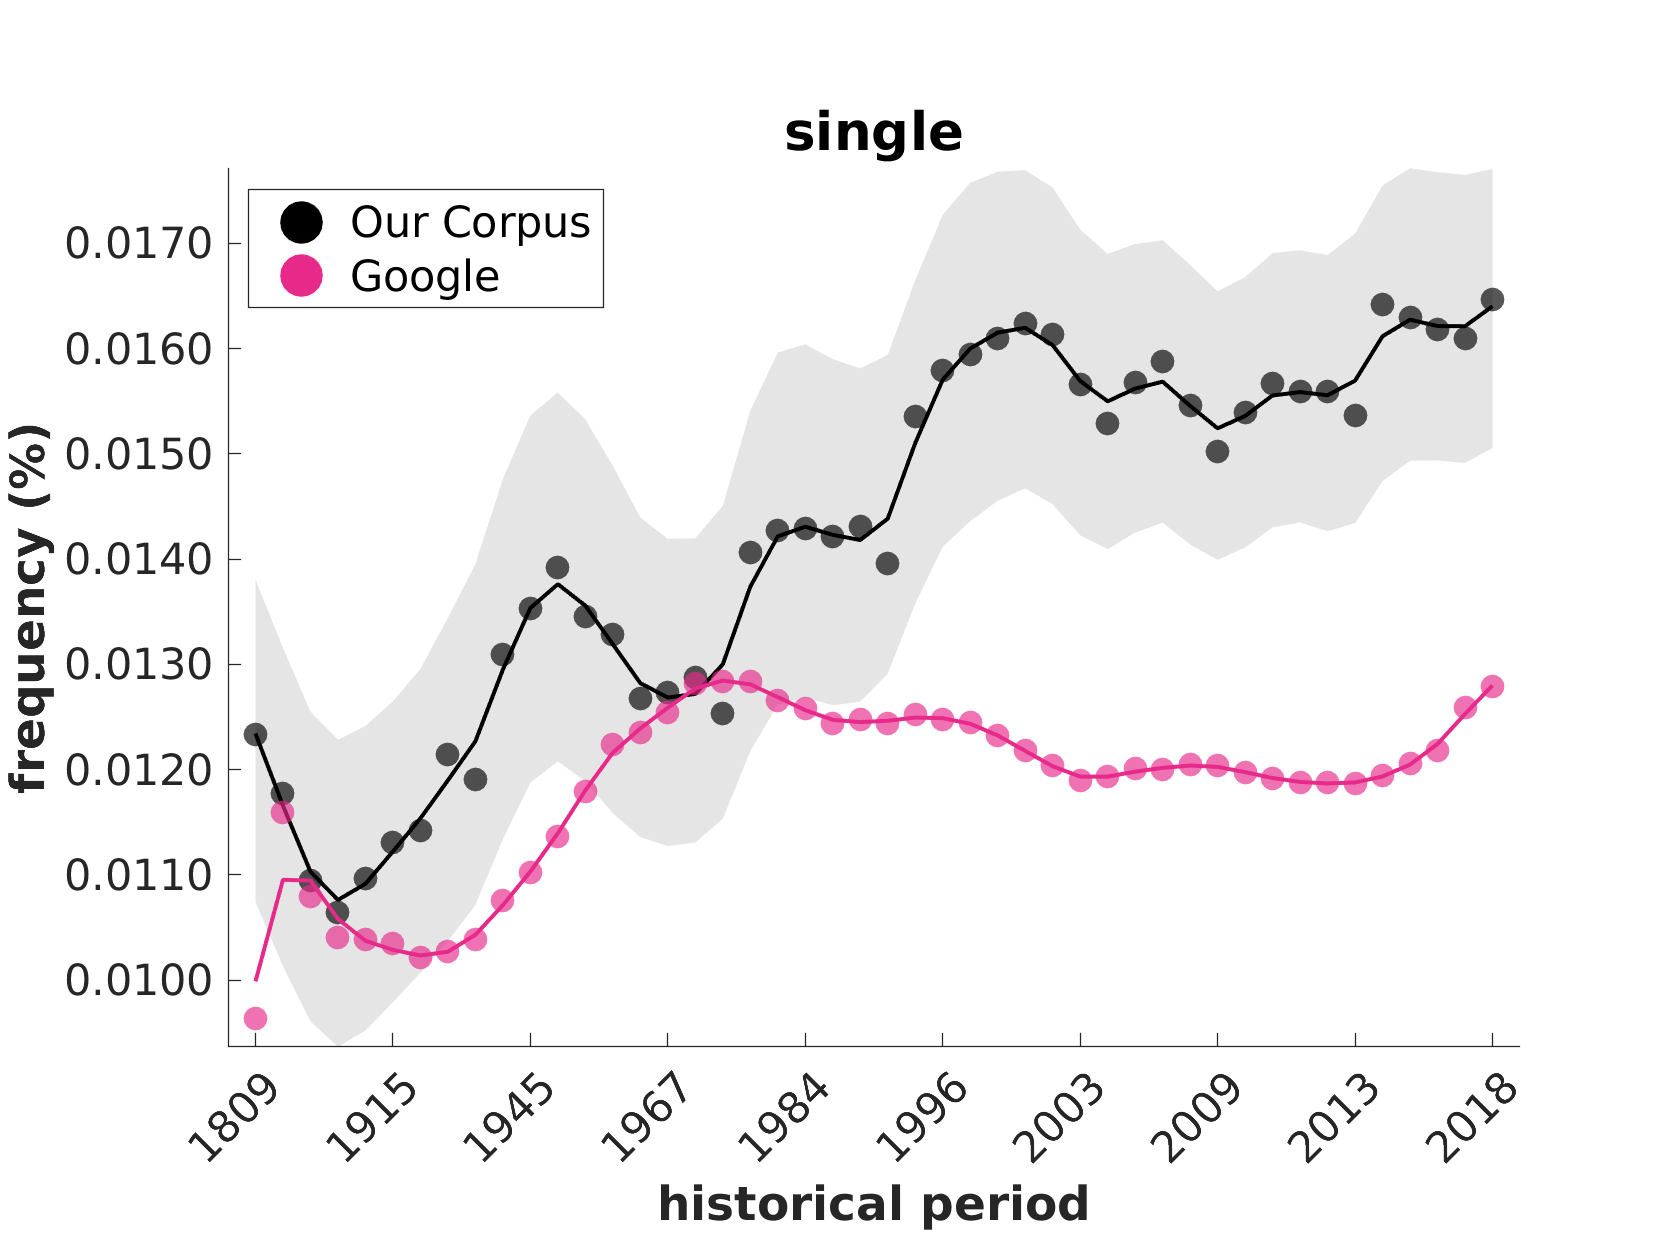 single
Our Corpus
Google
0.0170
0.0160
0.0150
0.0140
0.0130
0.0120
0.0110
0.0100
frequency (%)
1809 1915 1945 1967 1984 1996 2003 2009 2013 2018
historical period